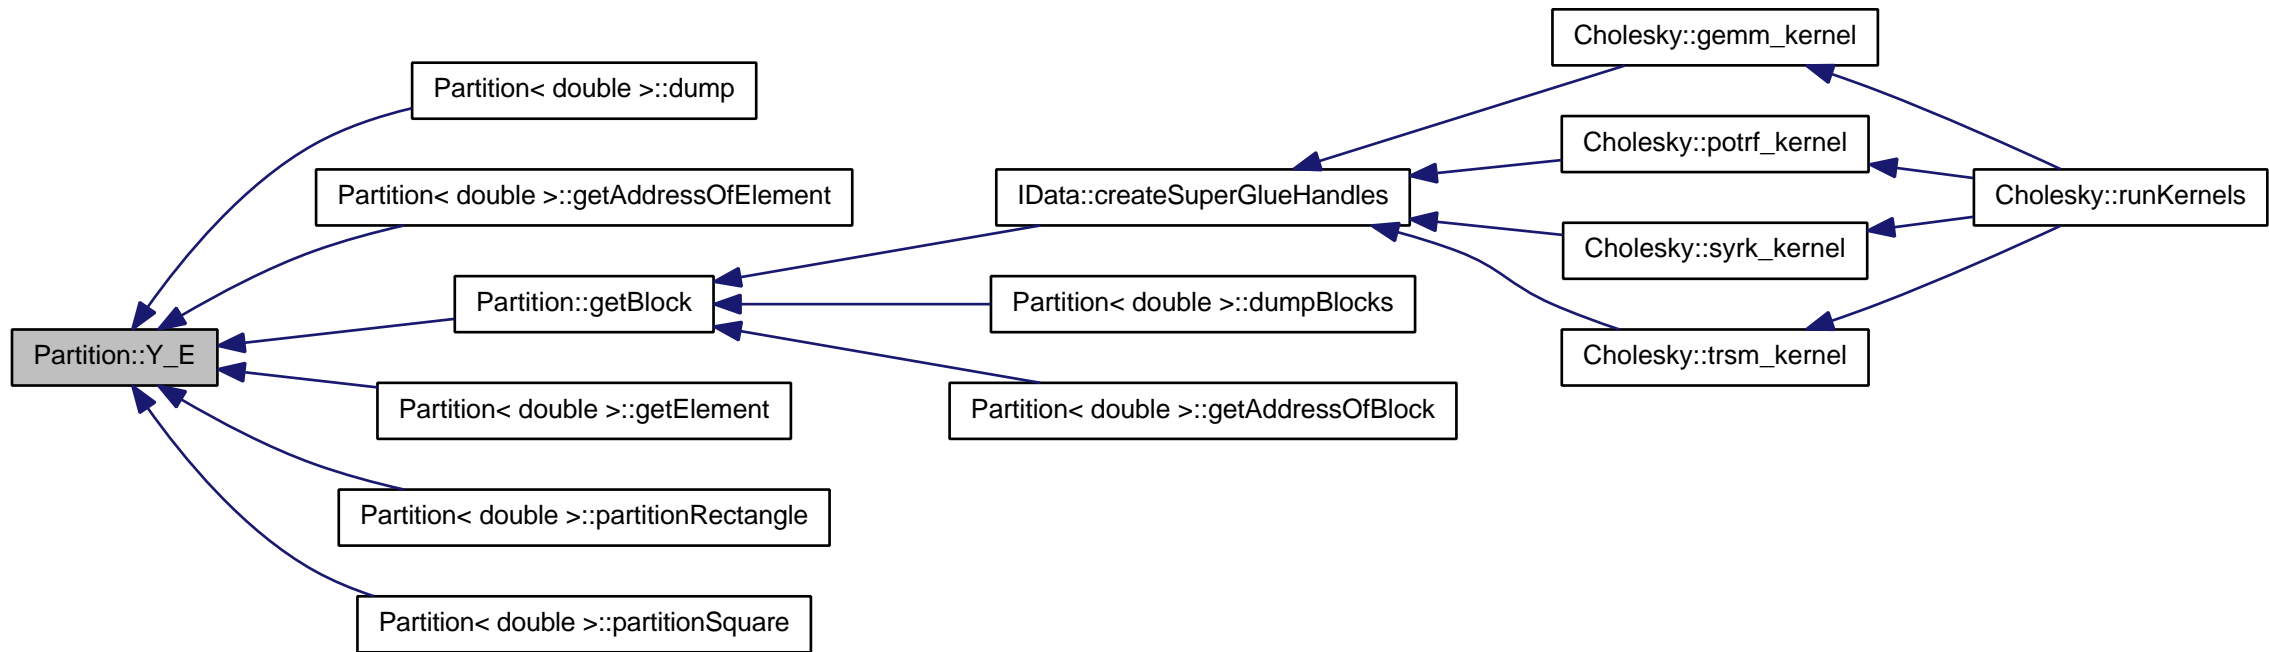 Partition::Y_E
Partition< double >::dump
Partition< double >::getAddressOfElement
Partition::getBlock
Partition< double >::getElement
Partition< double >::partitionRectangle
Partition< double >::partitionSquare
IData::createSuperGlueHandles
Partition< double >::dumpBlocks
Partition< double >::getAddressOfBlock
Cholesky::gemm_kernel
Cholesky::potrf_kernel
Cholesky::syrk_kernel
Cholesky::trsm_kernel
Cholesky::runKernels